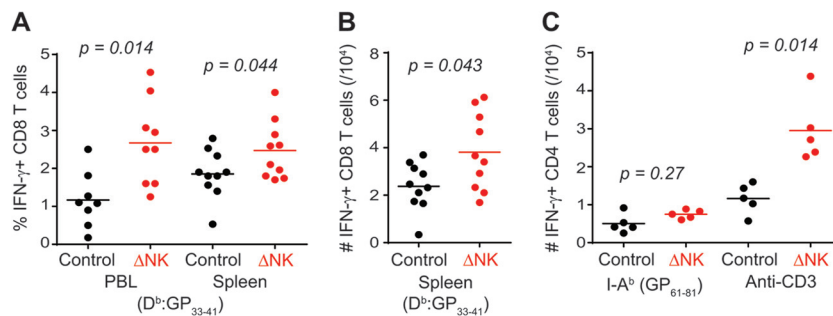 A
B
C
% IFN-γ+ CD8 T cells
5
4
3
2
1
0
p = 0.014
p = 0.044
Control ΔNK Control ΔNK
PBL Spleen
(Dᵇ:GP₃₃₋₄₁)
# IFN-γ+ CD8 T cells (/10⁴)
8
6
4
2
0
p = 0.043
Control ΔNK
Spleen
(Dᵇ:GP₃₃₋₄₁)
# IFN-γ+ CD4 T cells (/10⁴)
5
4
3
2
1
0
p = 0.27
p = 0.014
Control ΔNK Control ΔNK
I-Aᵇ (GP₆₁₋₈₁) Anti-CD3